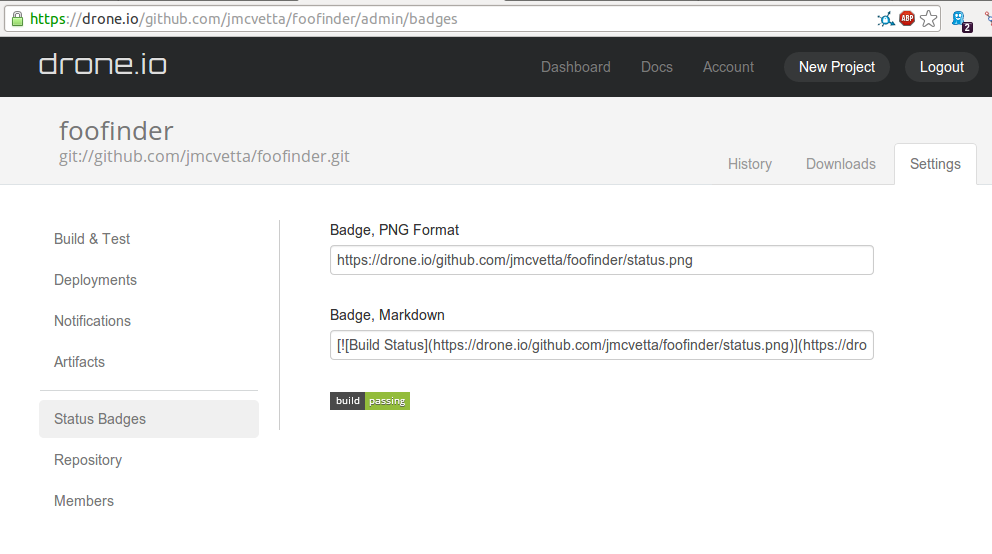 https://drone.io/github.com/jmcvetta/foofinder/admin/badges
ABP
2
drone.io
Dashboard
Docs
Account
New Project
Logout
foofinder
git://github.com/jmcvetta/foofinder.git
History
Downloads
Settings
Build & Test
Deployments
Notifications
Artifacts
Status Badges
Repository
Members
Badge, PNG Format
https://drone.io/github.com/jmcvetta/foofinder/status.png
Badge, Markdown
[![Build Status](https://drone.io/github.com/jmcvetta/foofinder/status.png)](https://dro
build passing